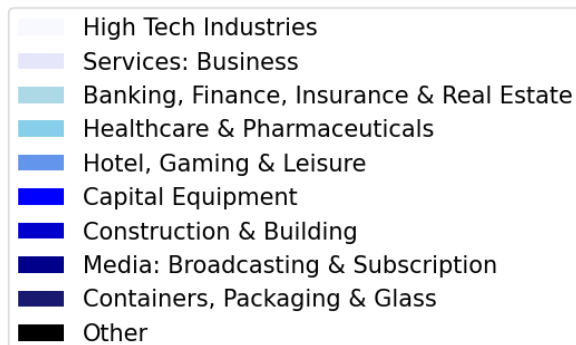 High Tech Industries
Services: Business
Banking, Finance, Insurance & Real Estate
Healthcare & Pharmaceuticals
Hotel, Gaming & Leisure
Capital Equipment
Construction & Building
Media: Broadcasting & Subscription
Containers, Packaging & Glass
Other